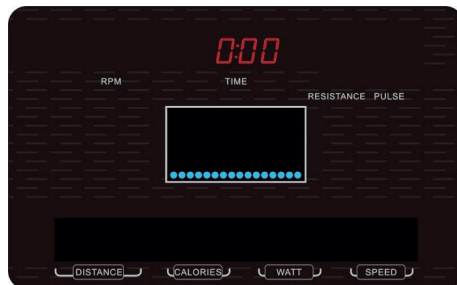 0:00
RPM TIME
RESISTANCE PULSE
DISTANCE CALORIES WATT SPEED